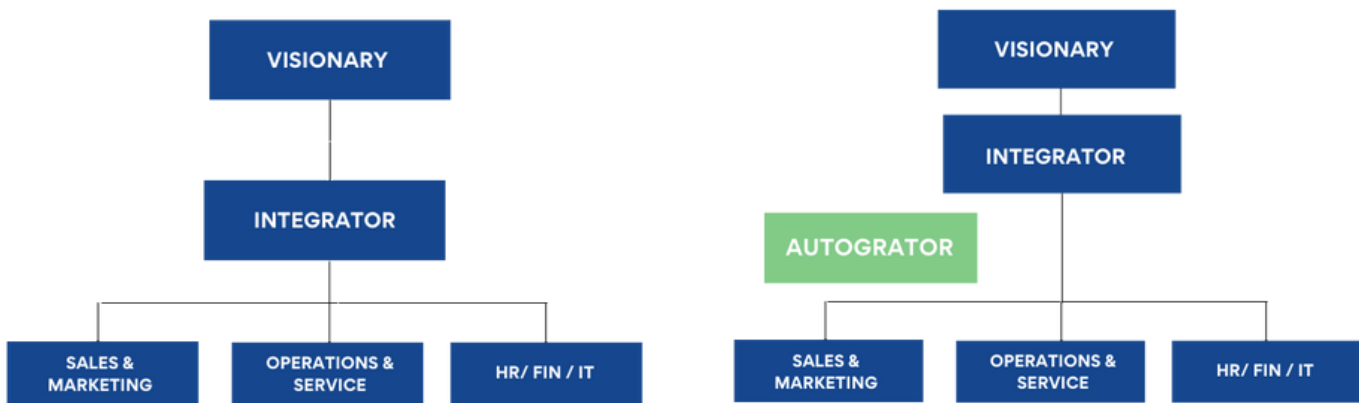 VISIONARY
INTEGRATOR
SALES &
MARKETING
OPERATIONS &
SERVICE
HR/ FIN / IT
VISIONARY
INTEGRATOR
AUTOGRATOR
SALES &
MARKETING
OPERATIONS &
SERVICE
HR/ FIN / IT